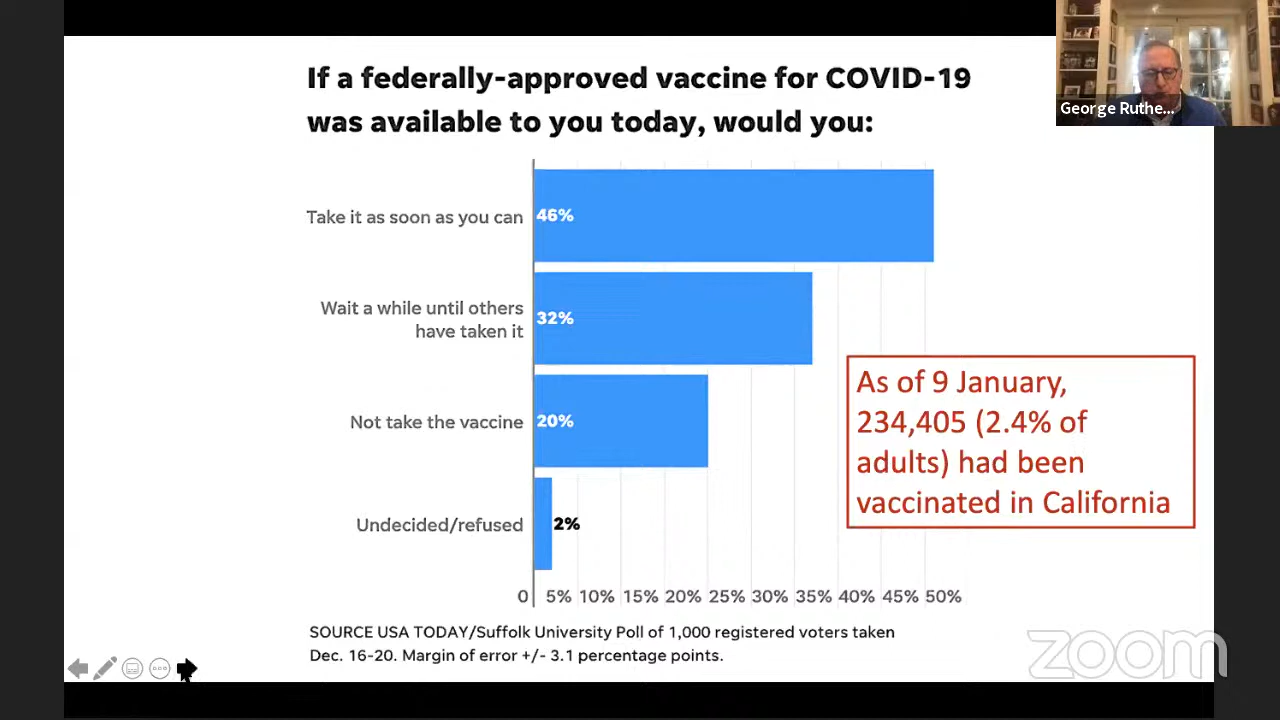 If a federally-approved vaccine for COVID-19
was available to you today, would you:
George Ruthe...
Take it as soon as you can
46%
Wait a while until others
have taken it
32%
Not take the vaccine
20%
Undecided/refused
2%
As of 9 January,
234,405 (2.4% of
adults) had been
vaccinated in California
0 5% 10% 15% 20% 25% 30% 35% 40% 45% 50%
SOURCE USA TODAY/Suffolk University Poll of 1,000 registered voters taken
Dec. 16-20. Margin of error +/- 3.1 percentage points.
zoom